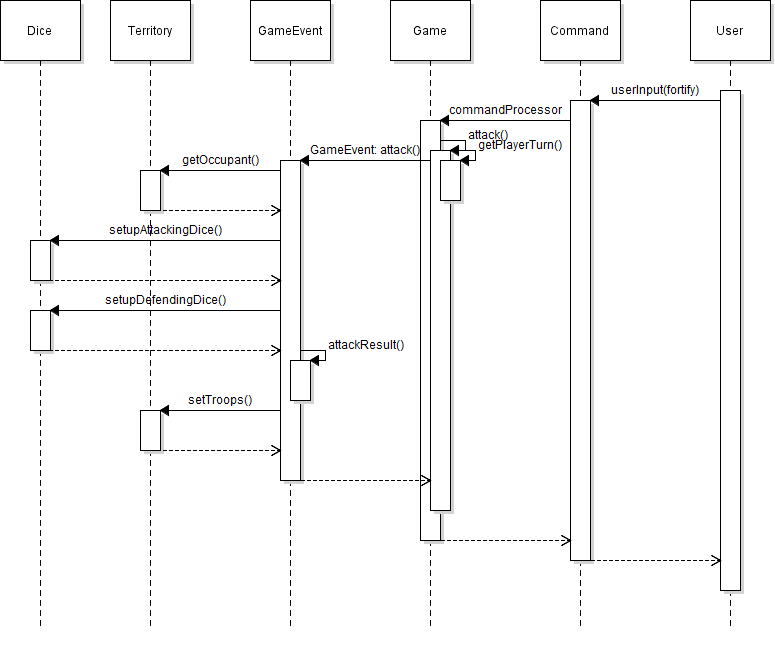 Dice
Territory
GameEvent
Game
Command
User
userInput(fortify)
commandProcessor
attack()
getPlayerTurn()
GameEvent: attack()
getOccupant()
setupAttackingDice()
setupDefendingDice()
attackResult()
setTroops()